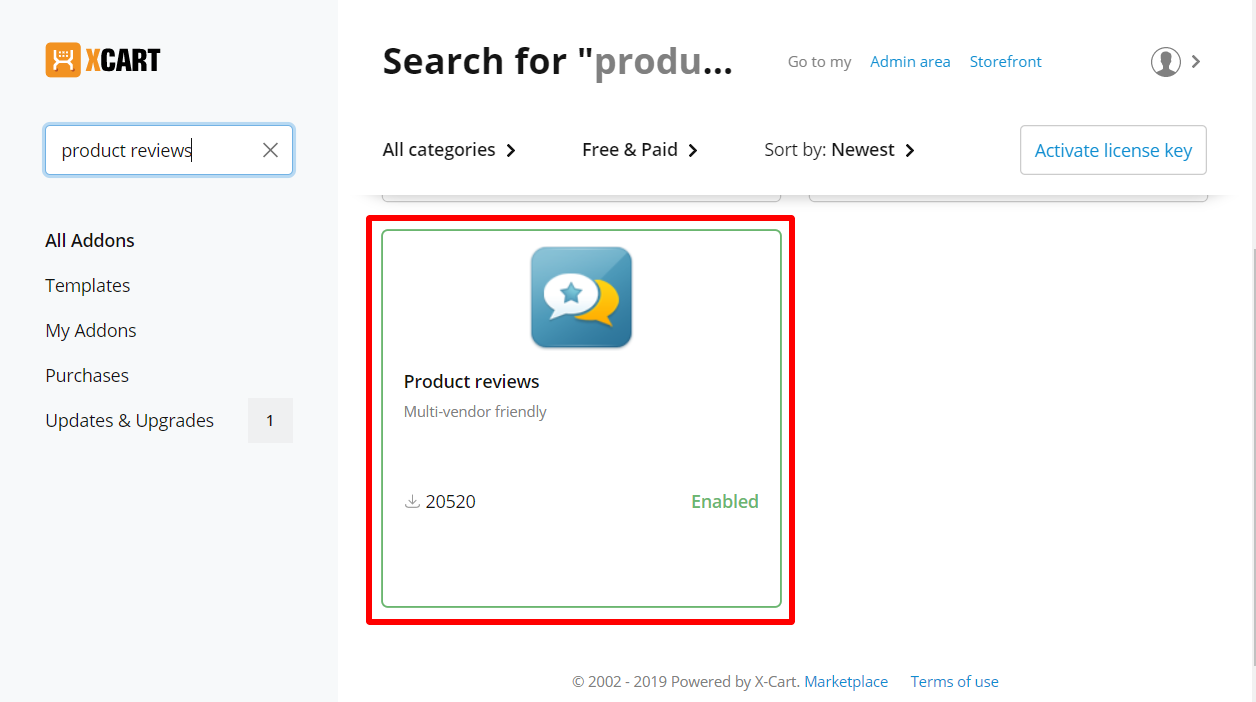 XCART
Search for "produ...
Go to my Admin area Storefront
product reviews
All categories Free & Paid Sort by: Newest Activate license key
All Addons
Templates
My Addons
Purchases
Updates & Upgrades 1
Product reviews
Multi-vendor friendly
20520 Enabled
© 2002 - 2019 Powered by X-Cart. Marketplace Terms of use